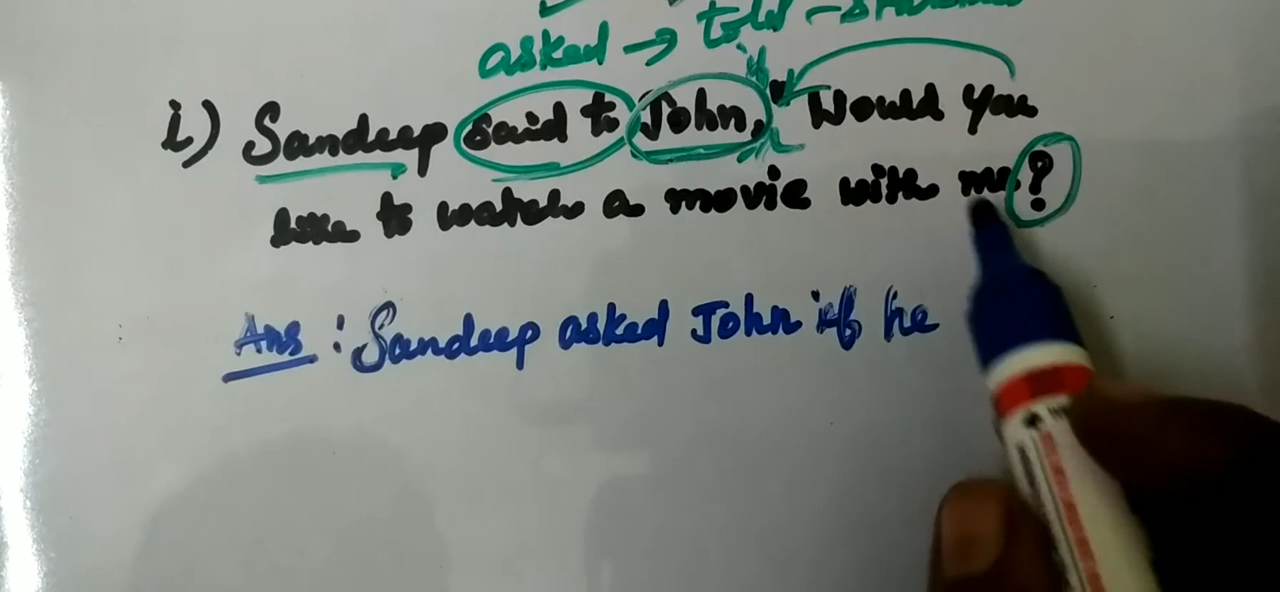 asked → told -
if
i) Sandeep said to John, " Would you
like to watch a movie with me?
Ans : Sandeep asked John if he